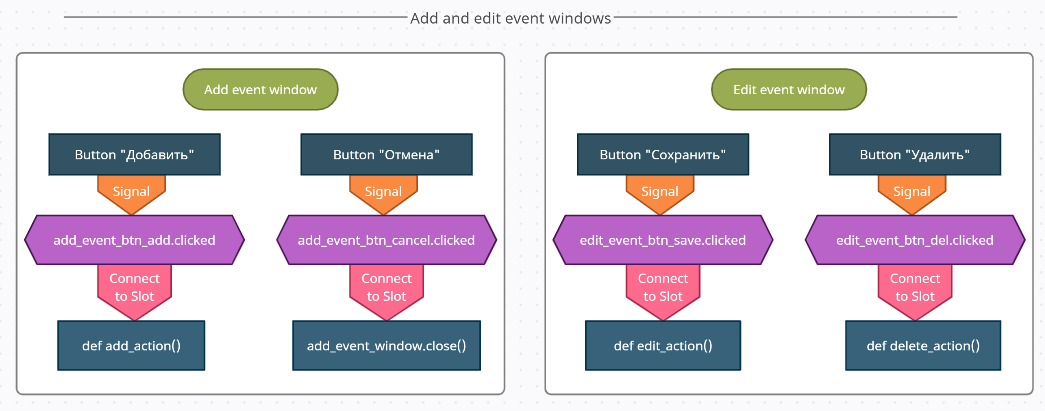 Add and edit event windows
Add event window
Button "Добавить"
Signal
add_event_btn_add.clicked
Connect
to Slot
def add_action()
Button "Отмена"
Signal
add_event_btn_cancel.clicked
Connect
to Slot
add_event_window.close()
Edit event window
Button "Сохранить"
Signal
edit_event_btn_save.clicked
Connect
to Slot
def edit_action()
Button "Удалить"
Signal
edit_event_btn_del.clicked
Connect
to Slot
def delete_action()